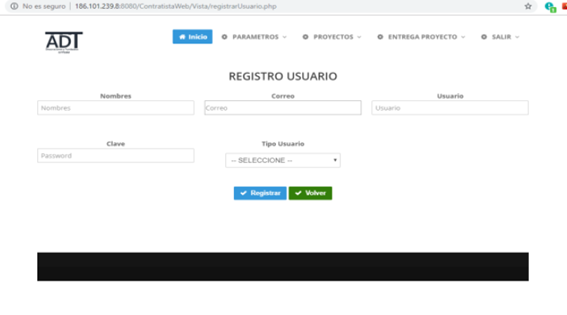 No es seguro | 186.101.239.8:8080/ContratistaWeb/Vista/registrarUsuario.php
ADT
Inicio PARAMETROS PROYECTOS ENTREGA PROYECTO SALIR
REGISTRO USUARIO
Nombres Correo Usuario
Nombres Correo Usuario
Clave Tipo Usuario
Password -- SELECCIONE --
Registrar Volver